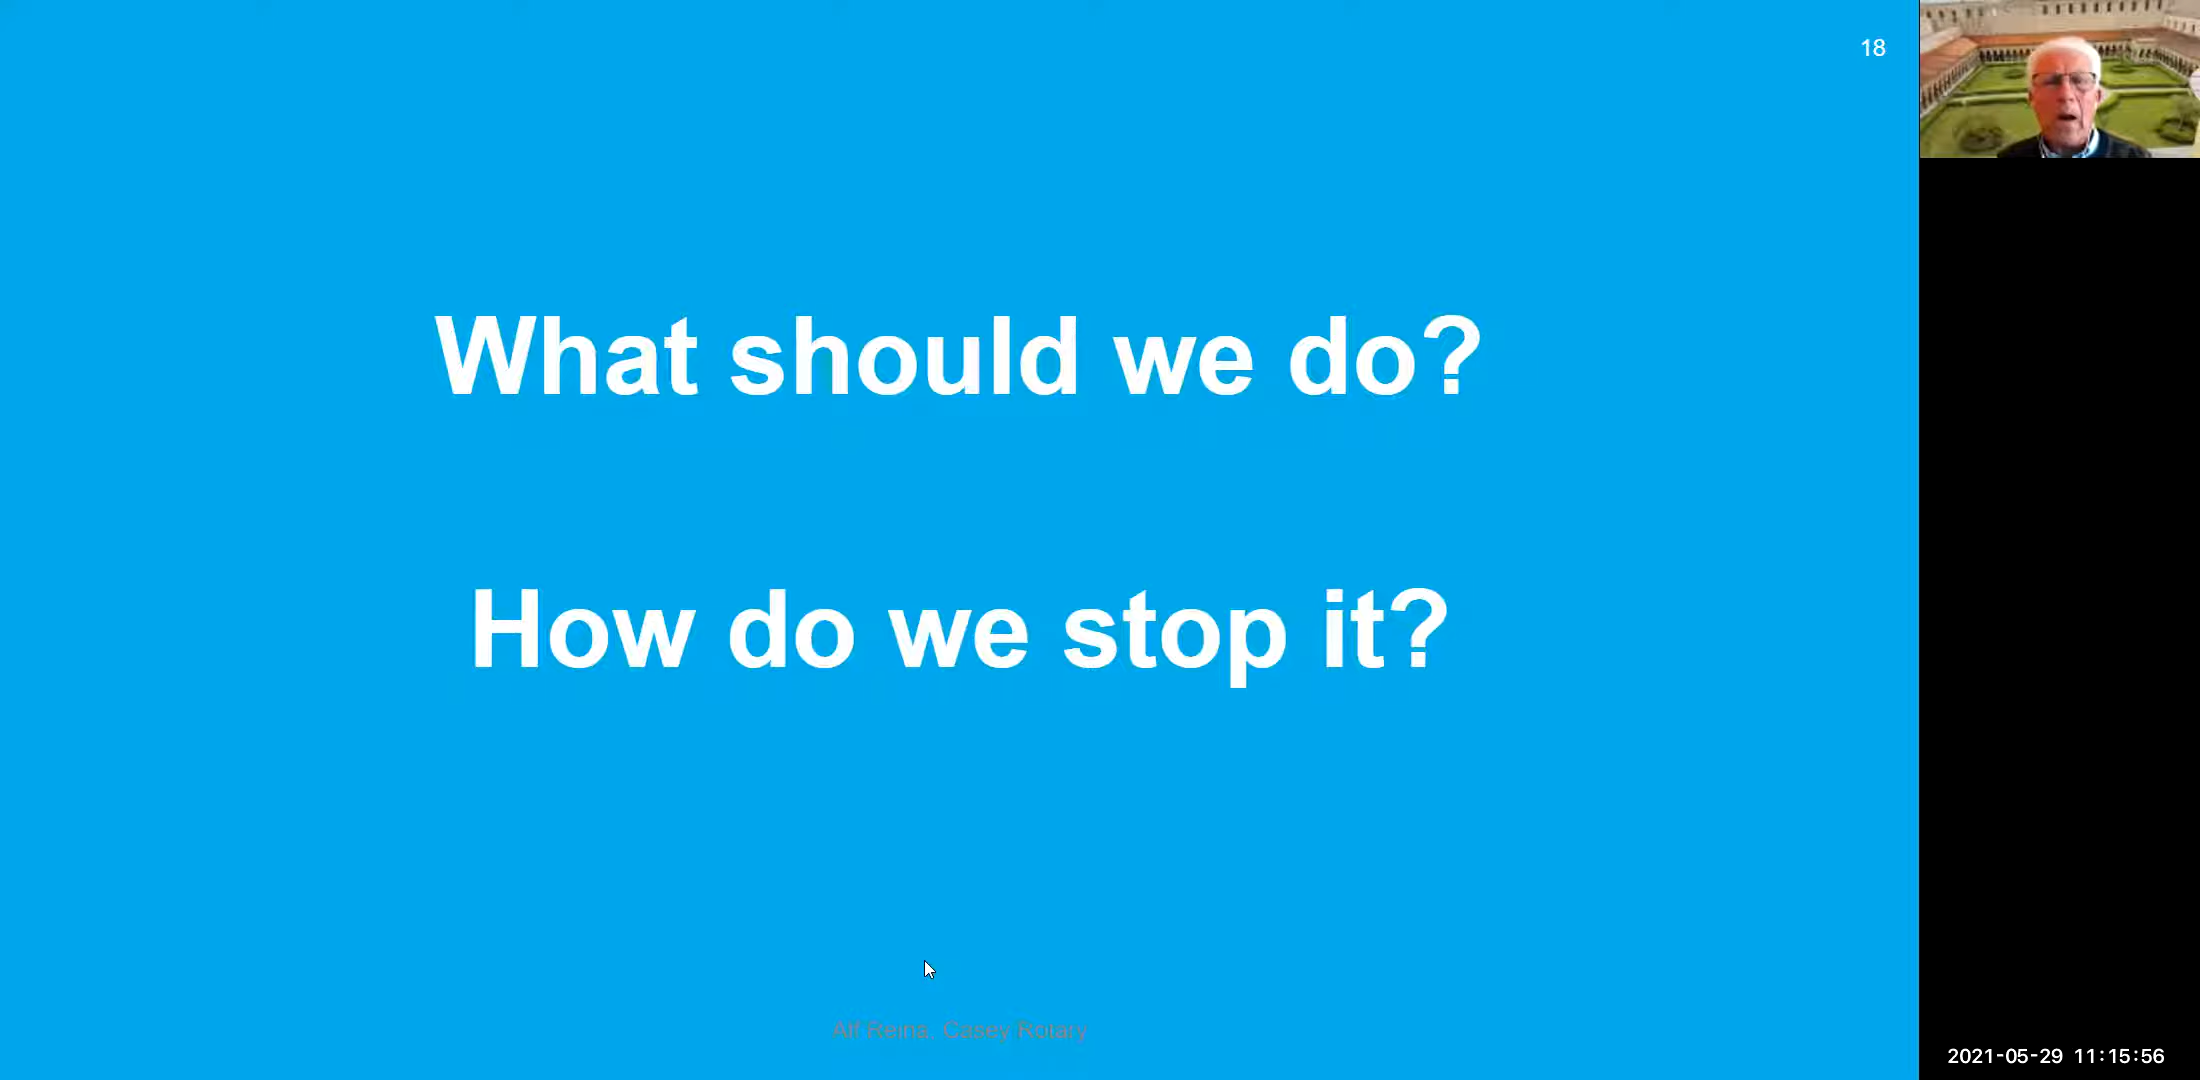 18
What should we do?
How do we stop it?
Alf Reina, Casey Rotary
2021-05-29 11:15:56